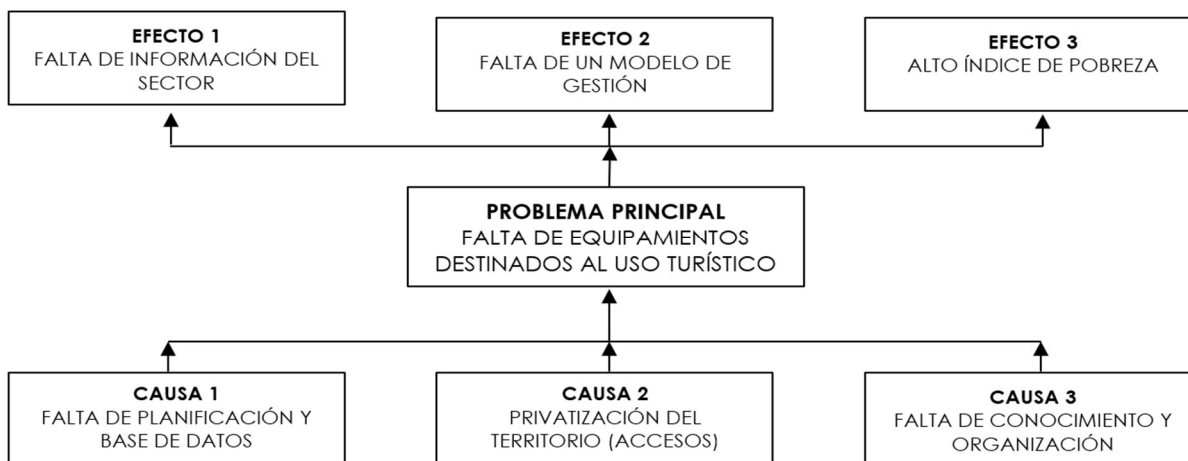 EFECTO 1
FALTA DE INFORMACIÓN DEL
SECTOR
EFECTO 2
FALTA DE UN MODELO DE
GESTIÓN
EFECTO 3
ALTO ÍNDICE DE POBREZA
PROBLEMA PRINCIPAL
FALTA DE EQUIPAMIENTOS
DESTINADOS AL USO TURÍSTICO
CAUSA 1
FALTA DE PLANIFICACIÓN Y
BASE DE DATOS
CAUSA 2
PRIVATIZACIÓN DEL
TERRITORIO (ACCESOS)
CAUSA 3
FALTA DE CONOCIMIENTO Y
ORGANIZACIÓN